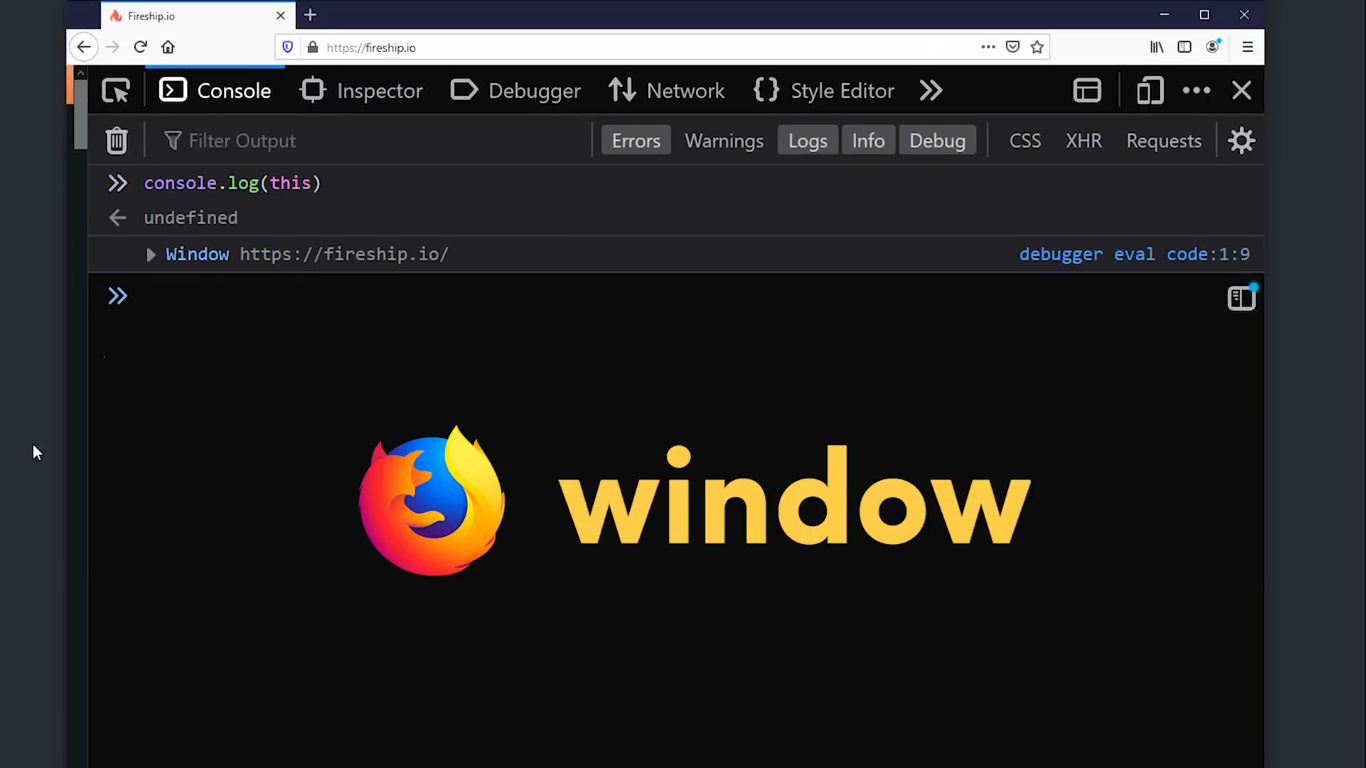 Fireship.io
https://fireship.io
Console Inspector Debugger Network Style Editor
Filter Output Errors Warnings Logs Info Debug CSS XHR Requests
console.log(this)
undefined
Window https://fireship.io/ debugger eval code:1:9
window